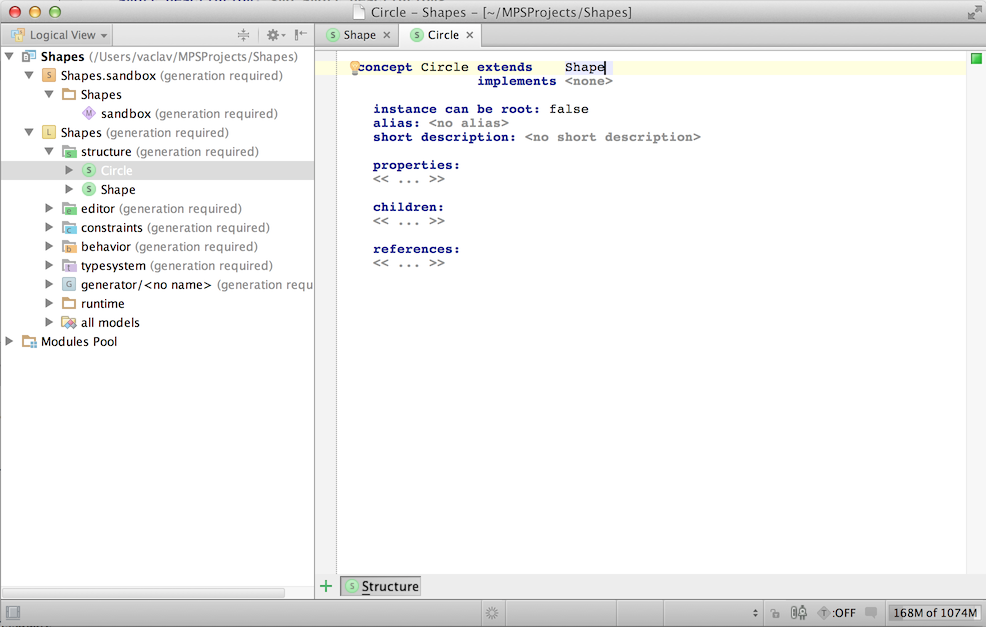 Circle – Shapes – [~/MPSProjects/Shapes]
Logical View
Shape
Circle
Shapes (/Users/vaclav/MPSProjects/Shapes)
Shapes.sandbox (generation required)
Shapes
sandbox (generation required)
Shapes (generation required)
structure (generation required)
Circle
Shape
editor (generation required)
constraints (generation required)
behavior (generation required)
typesystem (generation required)
generator/<no name> (generation requ
runtime
all models
Modules Pool
concept Circle extends Shape
implements <none>
instance can be root: false
alias: <no alias>
short description: <no short description>
properties:
<< ... >>
children:
<< ... >>
references:
<< ... >>
Structure
T:OFF
168M of 1074M